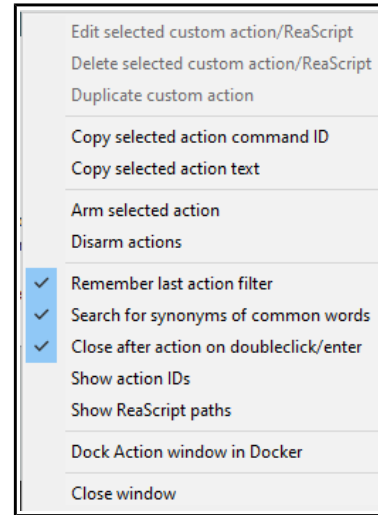 Edit selected custom action/ReaScript
Delete selected custom action/ReaScript
Duplicate custom action
Copy selected action command ID
Copy selected action text
Arm selected action
Disarm actions
Remember last action filter
Search for synonyms of common words
Close after action on doubleclick/enter
Show action IDs
Show ReaScript paths
Dock Action window in Docker
Close window